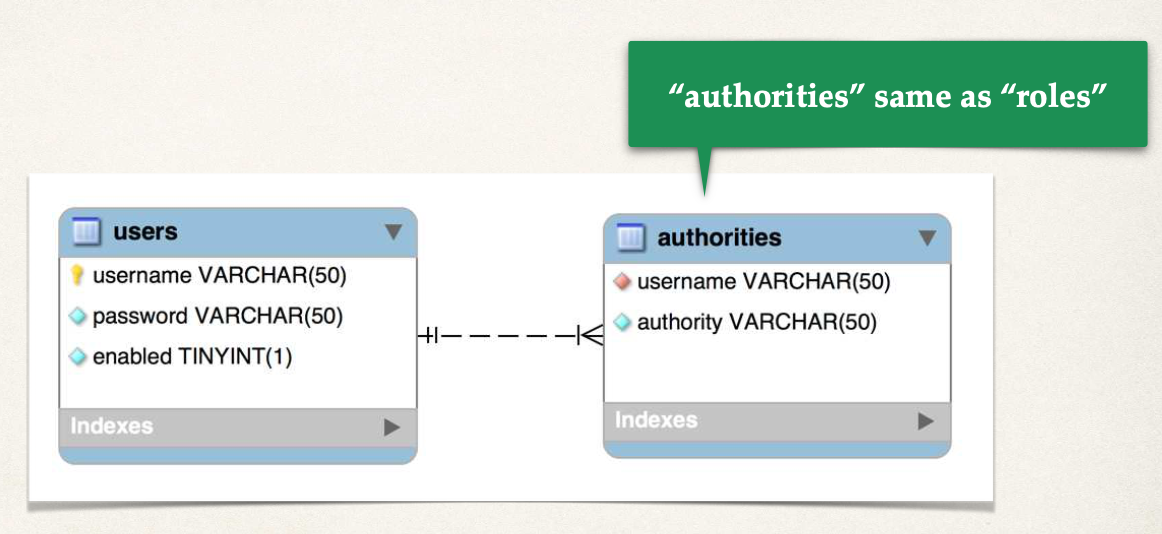 “authorities” same as “roles”
users
username VARCHAR(50)
password VARCHAR(50)
enabled TINYINT(1)
Indexes
authorities
username VARCHAR(50)
authority VARCHAR(50)
Indexes